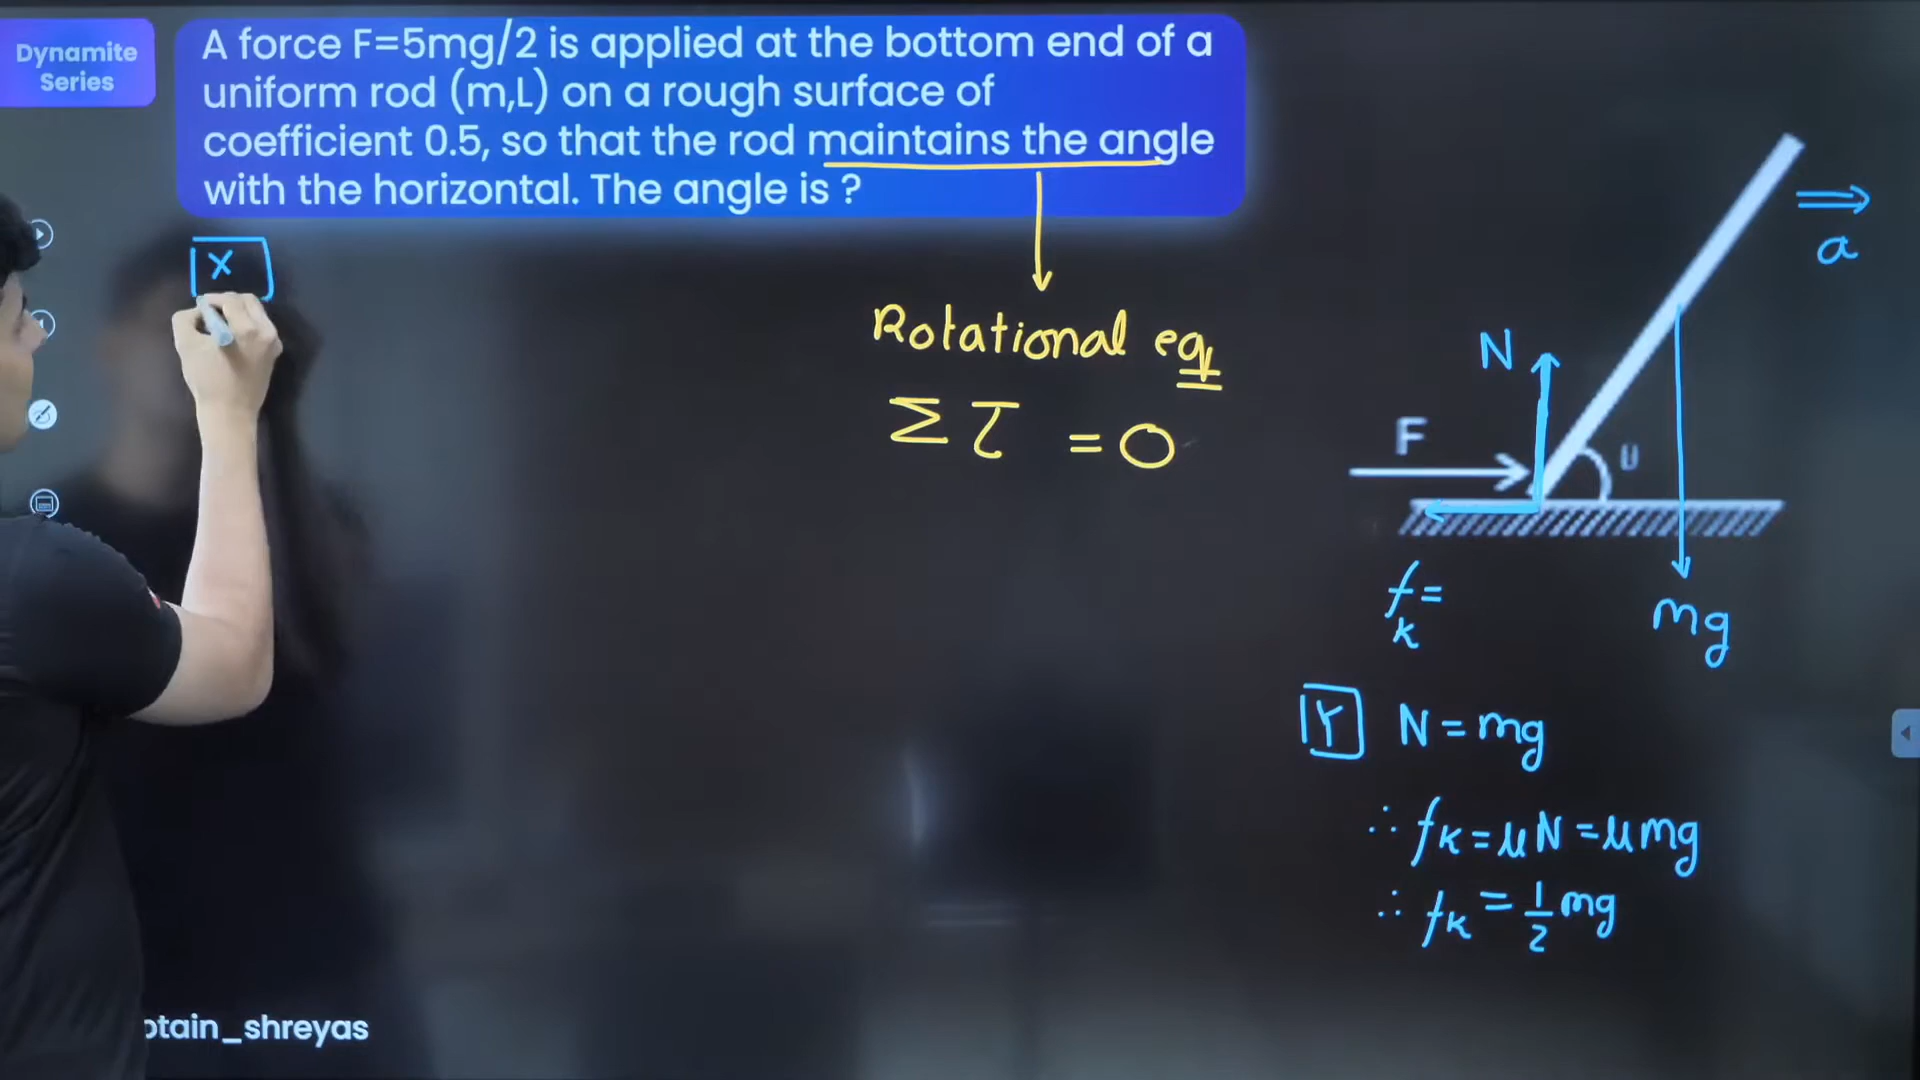 Dynamite
Series
A force F=5mg/2 is applied at the bottom end of a
uniform rod (m,L) on a rough surface of
coefficient 0.5, so that the rod maintains the angle
with the horizontal. The angle is ?
X
Rotational eq
Σ τ = 0
a
N
F
f
k
=
mg
Y N = mg
∴ fk = μN = μmg
∴ fk = 1/2 mg
ptain_shreyas